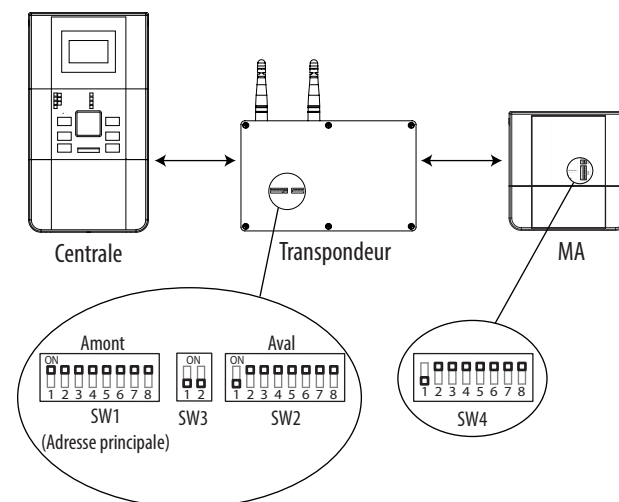 Centrale
Transpondeur
MA
Amont
Aval
ON
ON
ON
1 2 3 4 5 6 7 8
1 2
1 2 3 4 5 6 7 8
1 2 3 4 5 6 7 8
SW1
SW3
SW2
SW4
(Adresse principale)